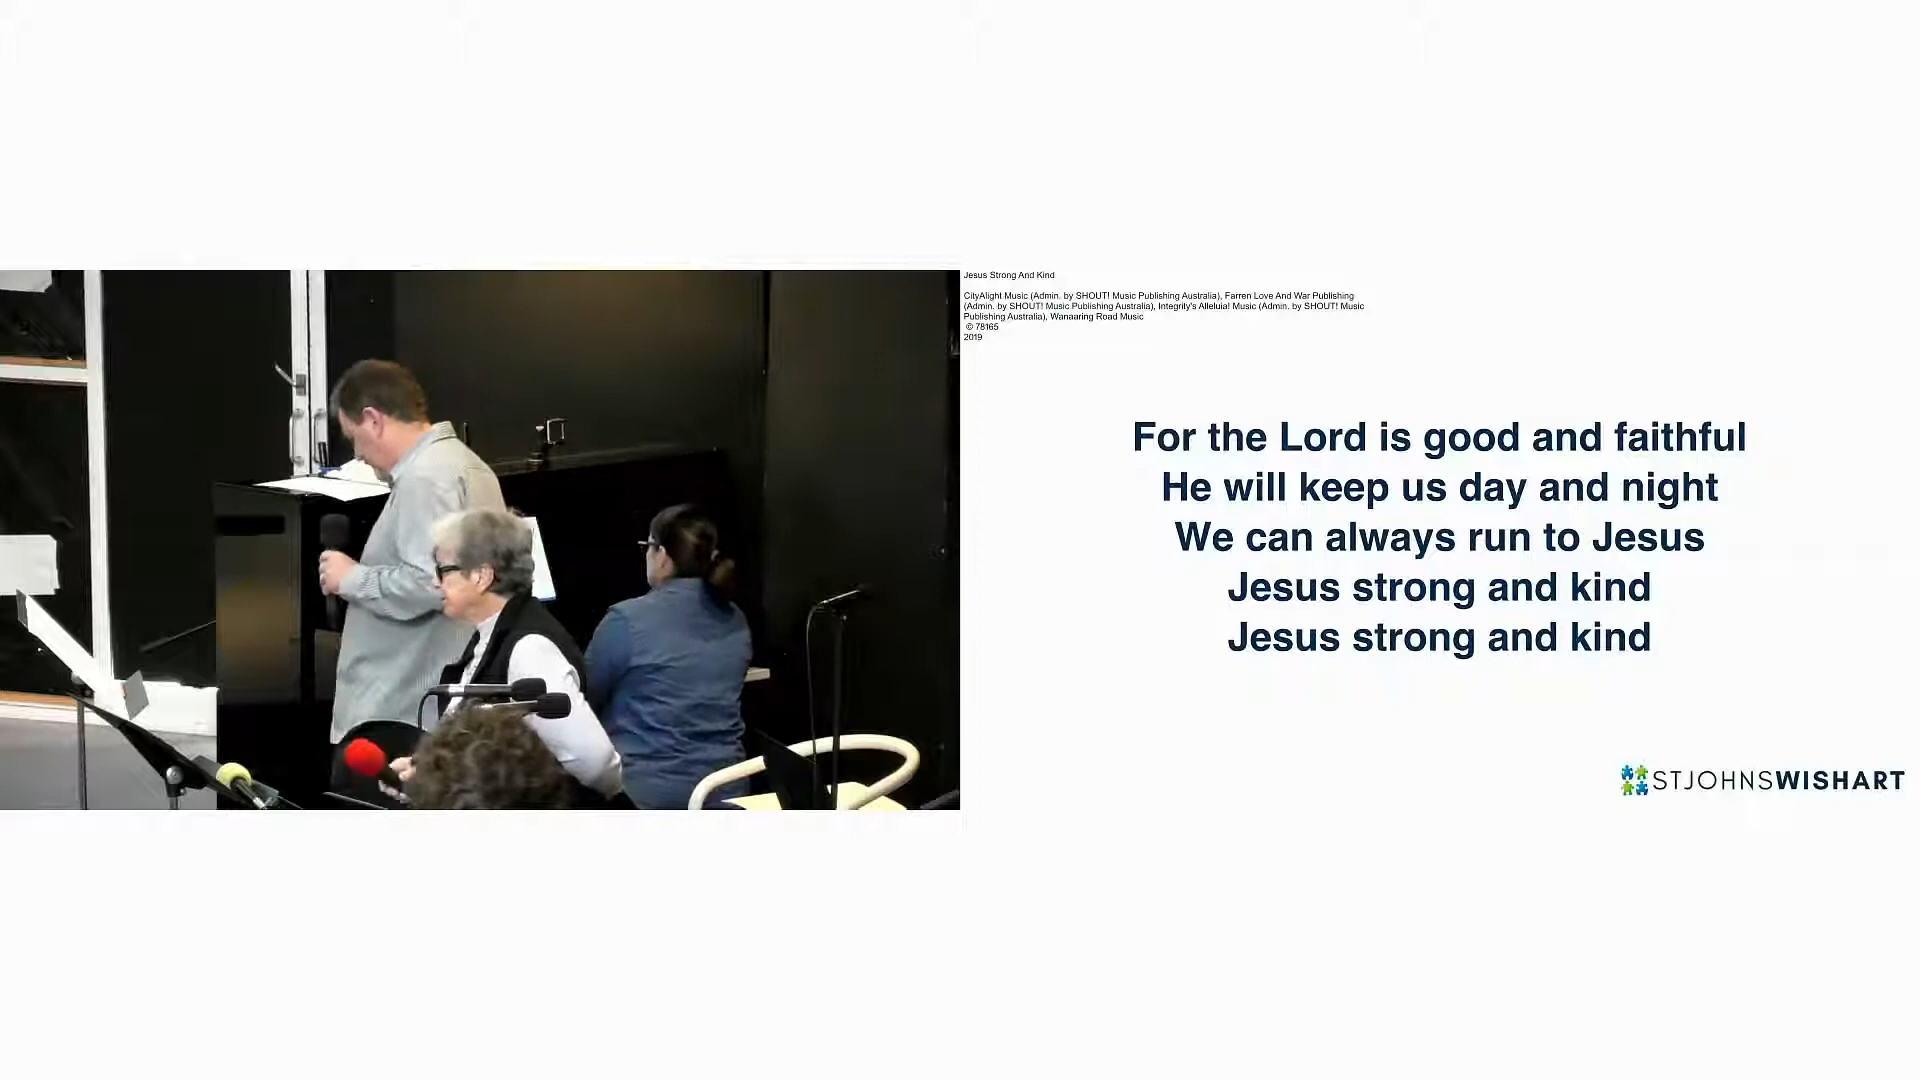 Jesus Strong And Kind
CityAlight Music (Admin. by SHOUT! Music Publishing Australia), Farren Love And War Publishing
(Admin. by SHOUT! Music Publishing Australia), Integrity's Alleluia! Music (Admin. by SHOUT! Music
Publishing Australia), Wanaaring Road Music
© 78165
2019
For the Lord is good and faithful
He will keep us day and night
We can always run to Jesus
Jesus strong and kind
Jesus strong and kind
STJOHNSWISHART